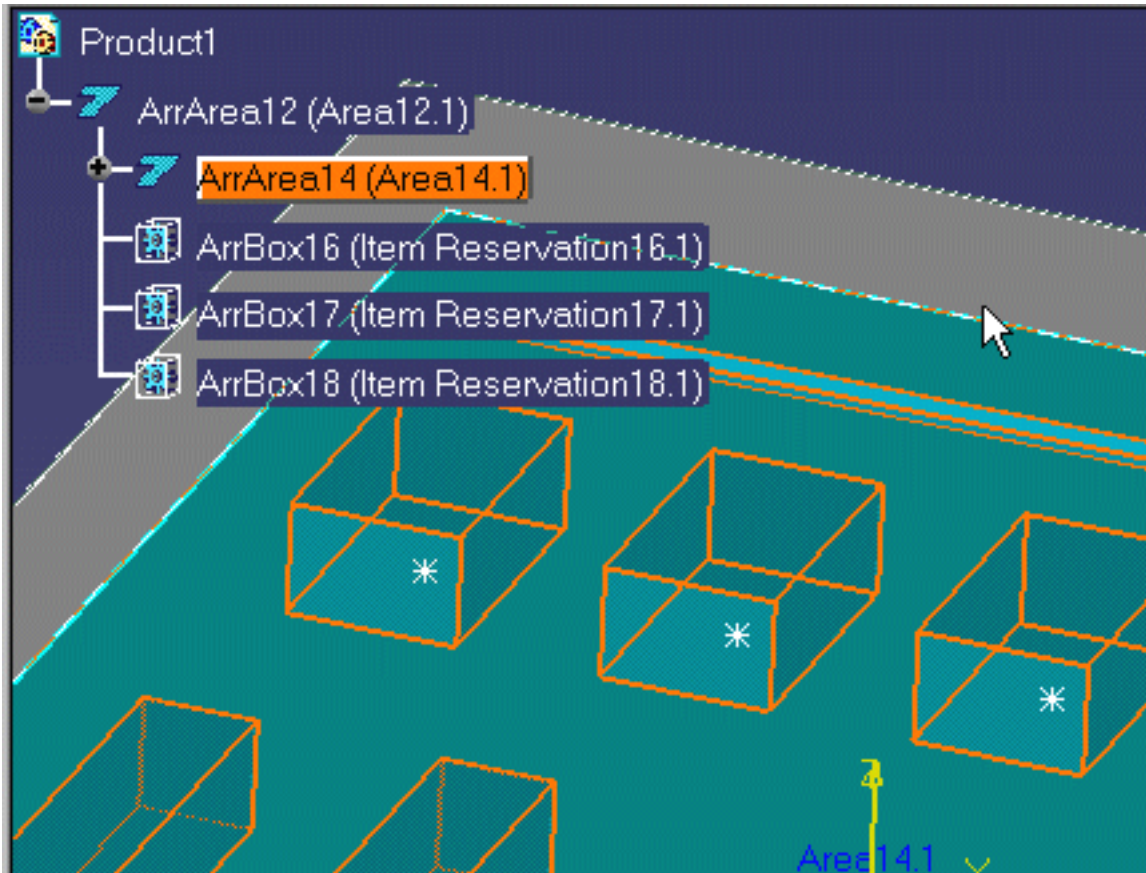 Product1
ArrArea12 (Area12.1)
ArrArea14 (Area14.1)
ArrBox16 (Item Reservation16.1)
ArrBox17 (Item Reservation17.1)
ArrBox18 (Item Reservation18.1)
Area14.1